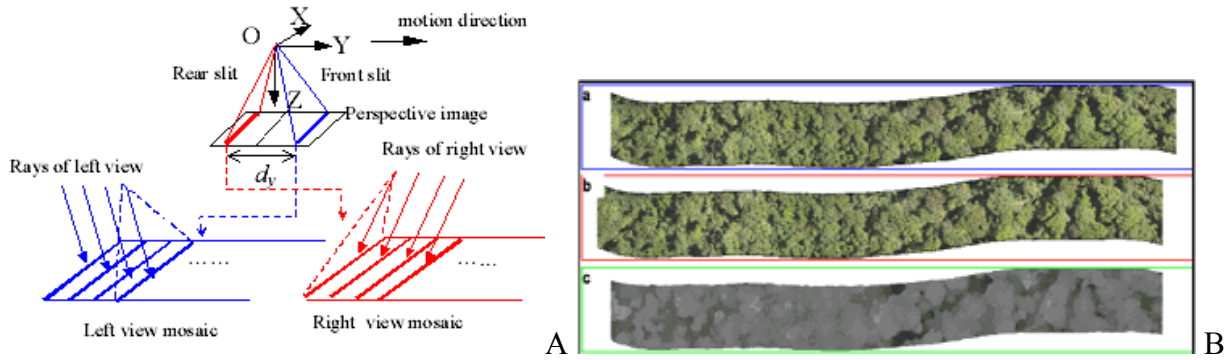 X
O
Y
motion direction
Rear slit
Front slit
Z
Perspective image
Rays of left view
Rays of right view
dy
......
......
Left view mosaic
Right view mosaic
A
a
b
c
B